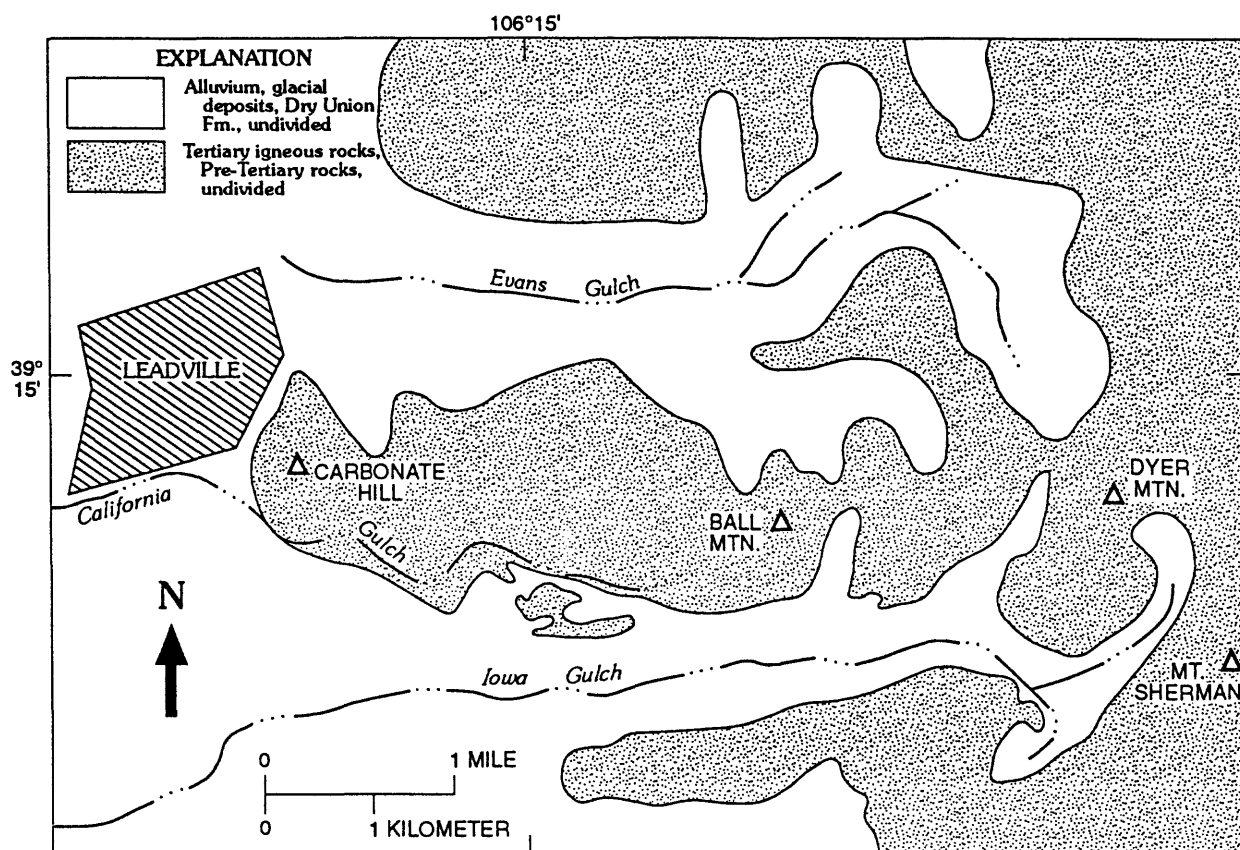 106°15'
EXPLANATION
Alluvium, glacial
deposits, Dry Union
Fm., undivided
Tertiary igneous rocks,
Pre-Tertiary rocks,
undivided
Evans Gulch
39°
15'
LEADVILLE
CARBONATE
HILL
DYER
MTN.
California
Gulch
BALL
MTN.
N
Iowa Gulch
MT.
SHERMAN
0 1 MILE
0 1 KILOMETER